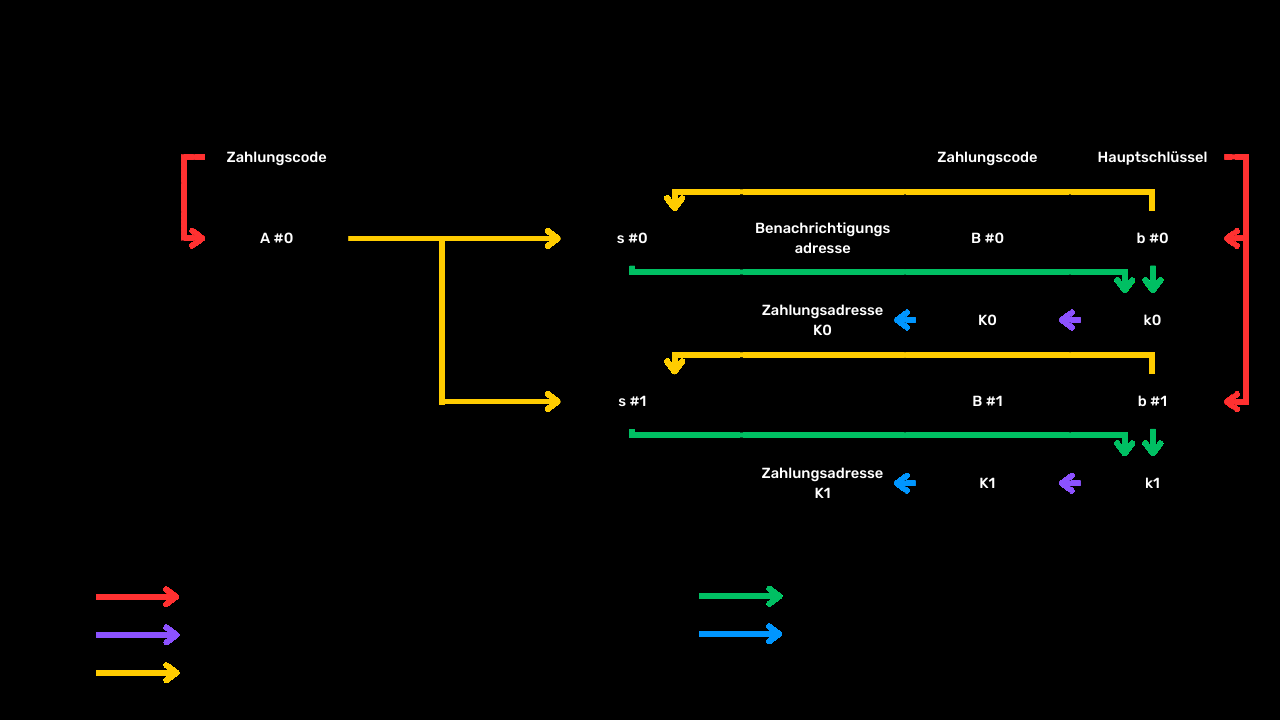 Zahlungscode
Zahlungscode
Hauptschlüssel
A #0
s #0
Benachrichtigungs
adresse
B #0
b #0
Zahlungsadresse
K0
K0
k0
s #1
B #1
b #1
Zahlungsadresse
K1
K1
k1